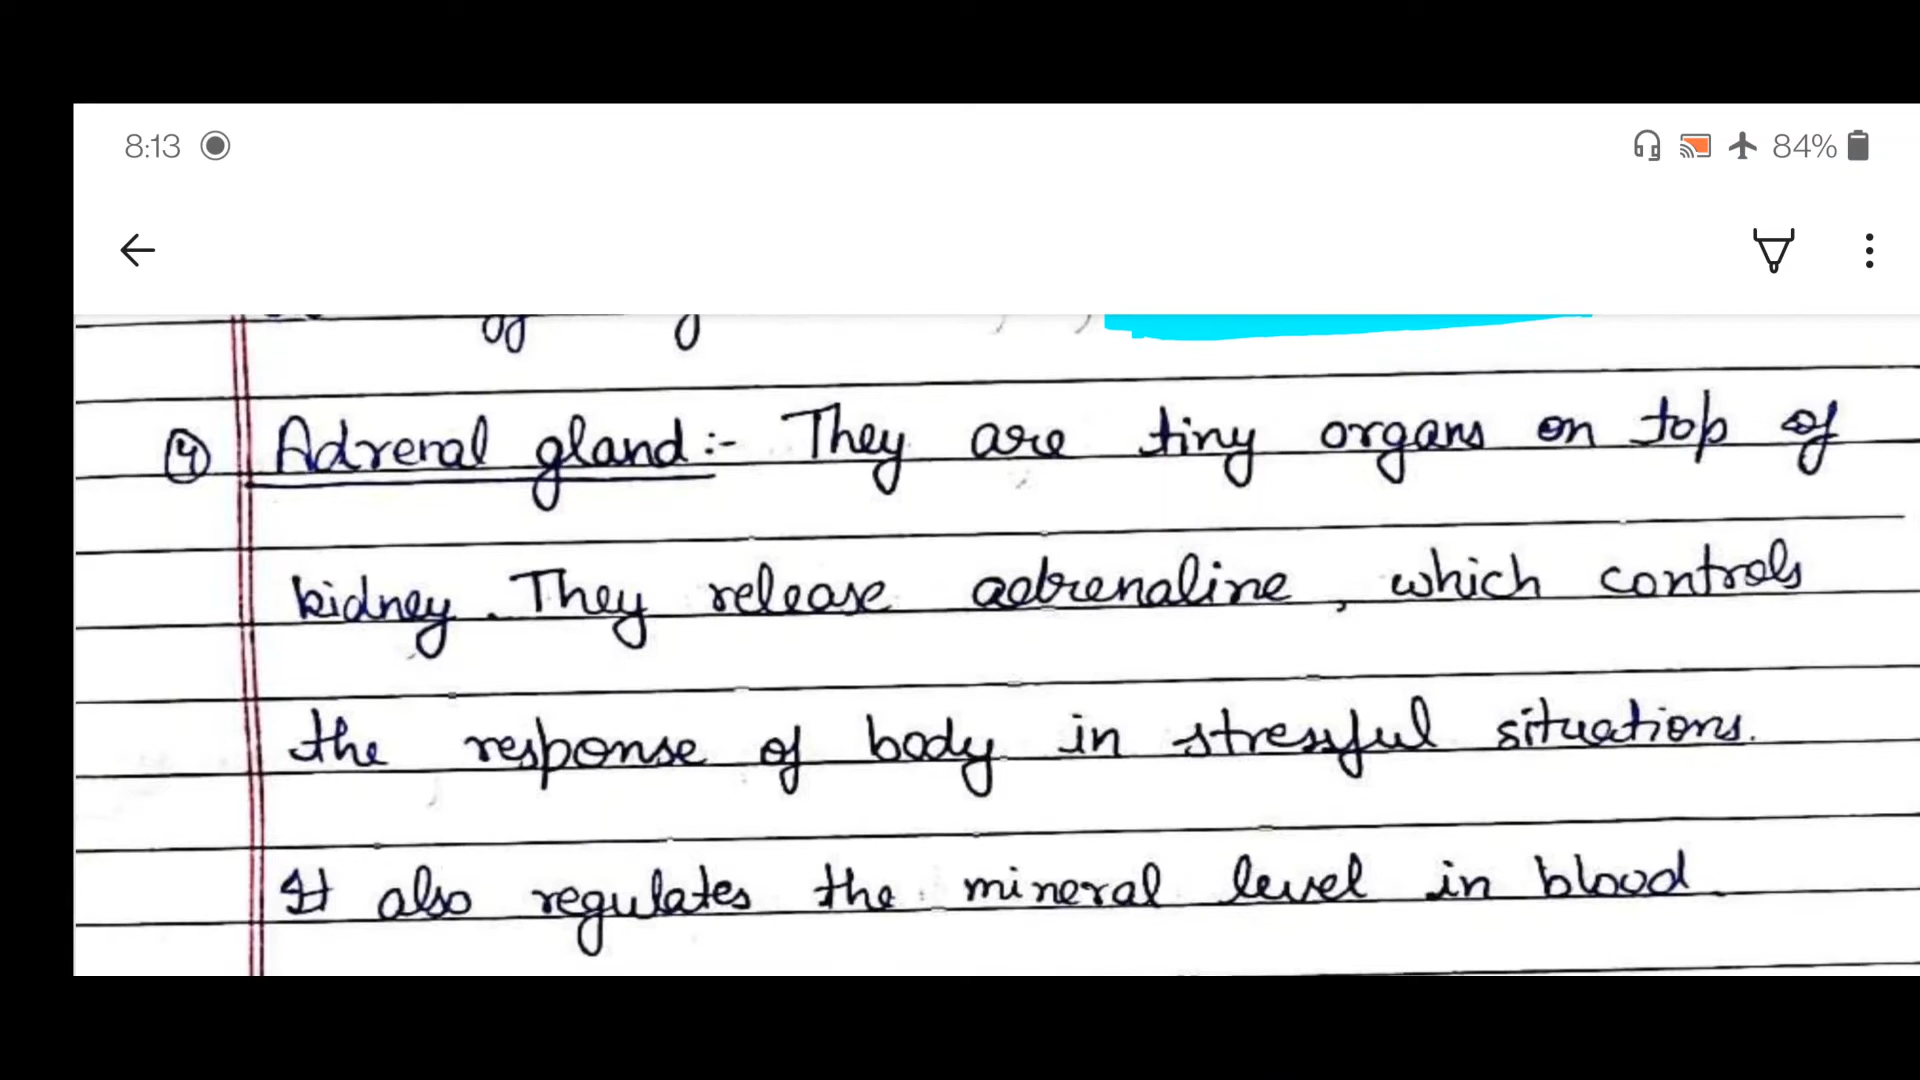 8:13 84%
④ Adrenal gland :- They are tiny organs on top of
kidney. They release adrenaline, which controls
the response of body in stressful situations.
It also regulates the mineral level in blood